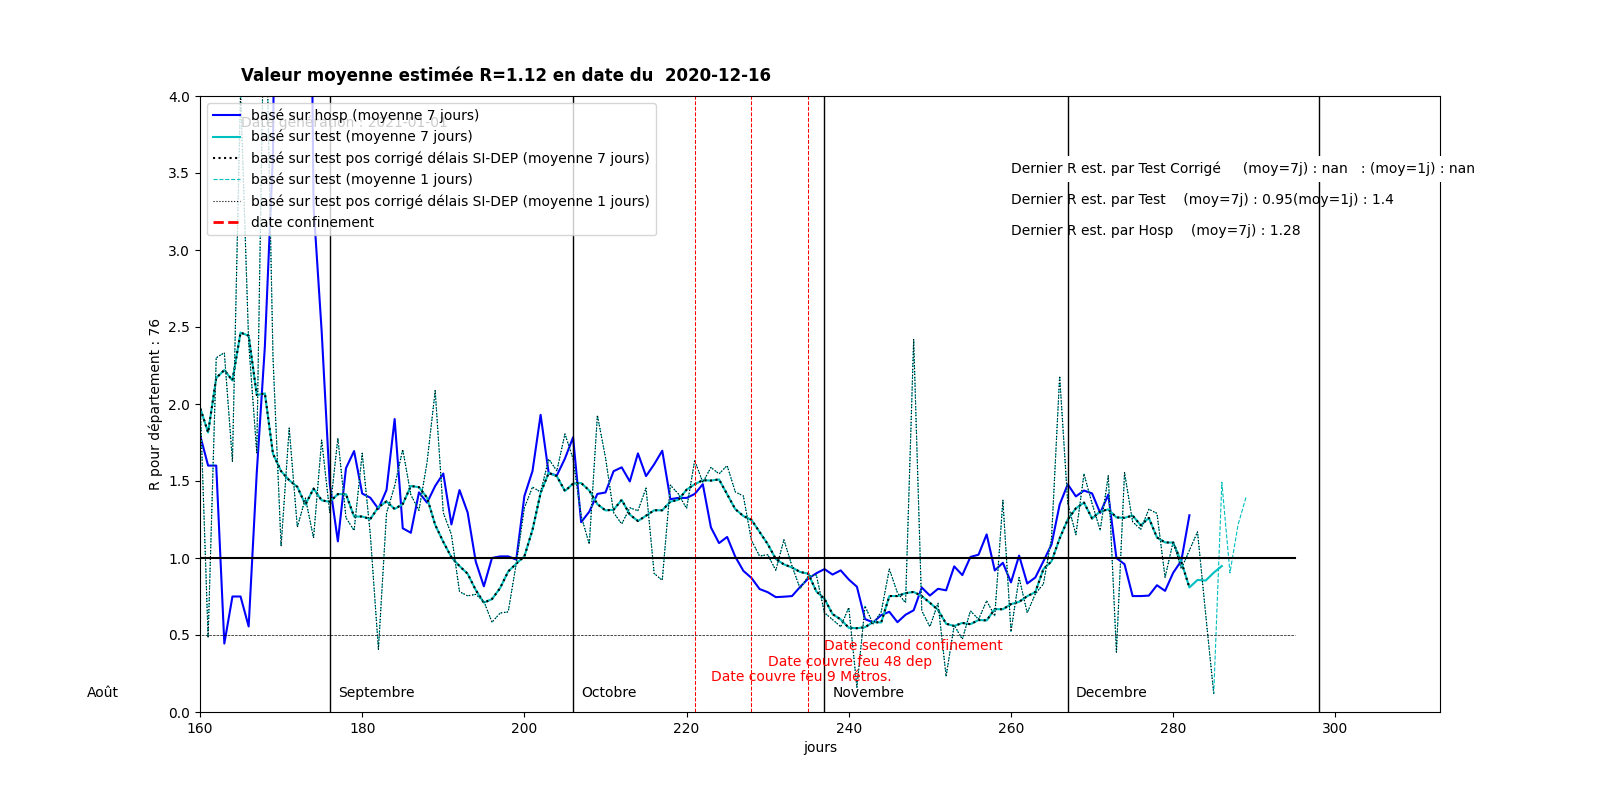 Valeur moyenne estimée R=1.12 en date du 2020-12-16
Date génération : 2021-01-01
basé sur hosp (moyenne 7 jours)
basé sur test (moyenne 7 jours)
basé sur test pos corrigé délais SI-DEP (moyenne 7 jours)
basé sur test (moyenne 1 jours)
basé sur test pos corrigé délais SI-DEP (moyenne 1 jours)
date confinement
Dernier R est. par Test Corrigé (moy=7j) : nan : (moy=1j) : nan
Dernier R est. par Test (moy=7j) : 0.95(moy=1j) : 1.4
Dernier R est. par Hosp (moy=7j) : 1.28
R pour département : 76
4.0
3.5
3.0
2.5
2.0
1.5
1.0
0.5
0.0
Date second confinement
Date couvre feu 48 dep
Date couvre feu 9 Métros.
Août
Septembre
Octobre
Novembre
Decembre
160 180 200 220 240 260 280 300
jours